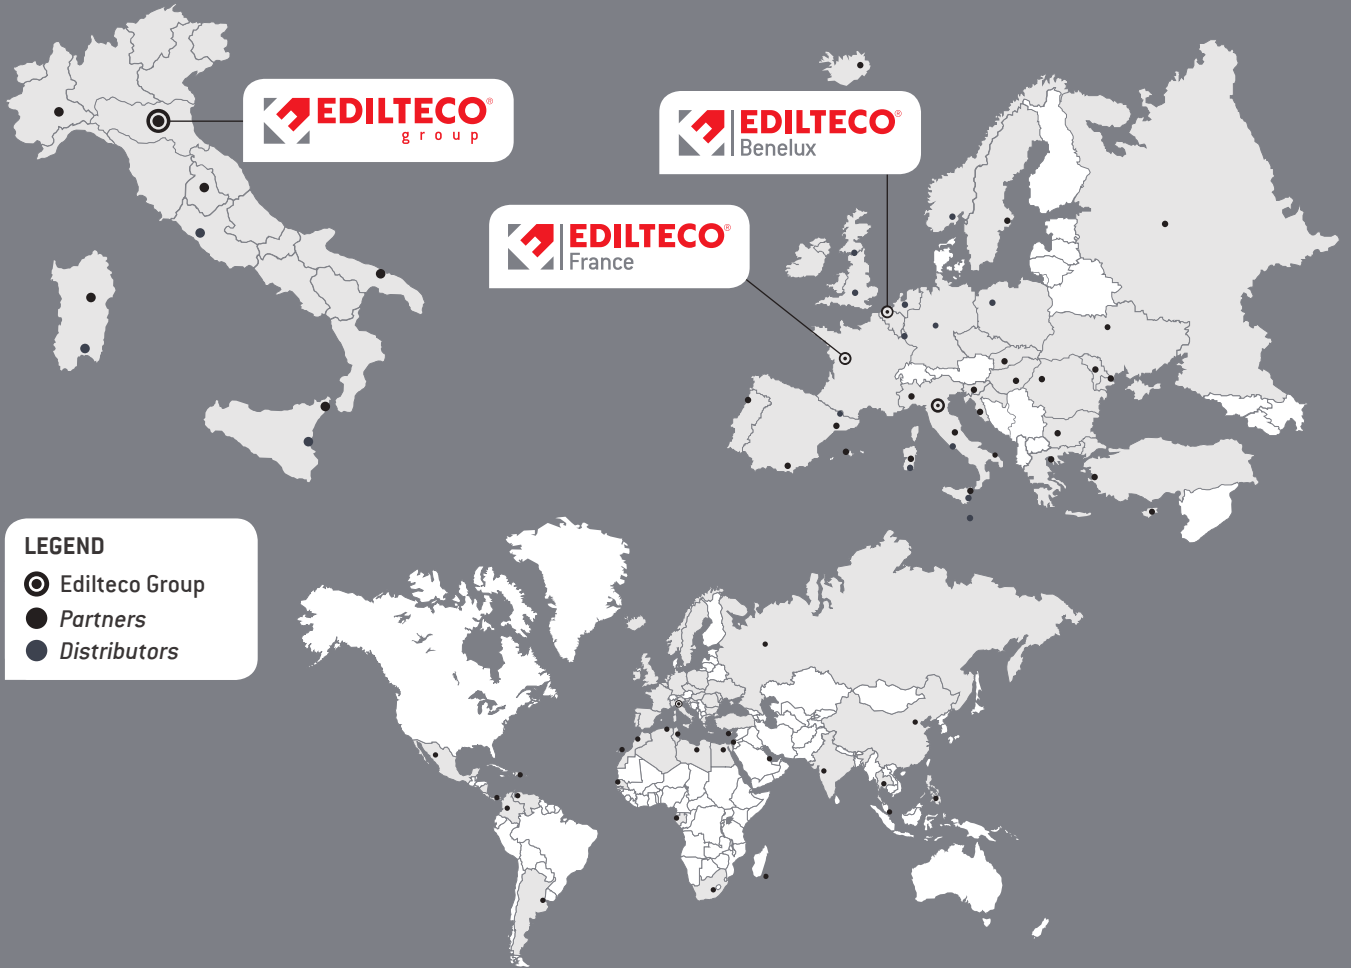 EDILTECO®
group
EDILTECO®
Benelux
EDILTECO®
France
LEGEND
Edilteco Group
Partners
Distributors